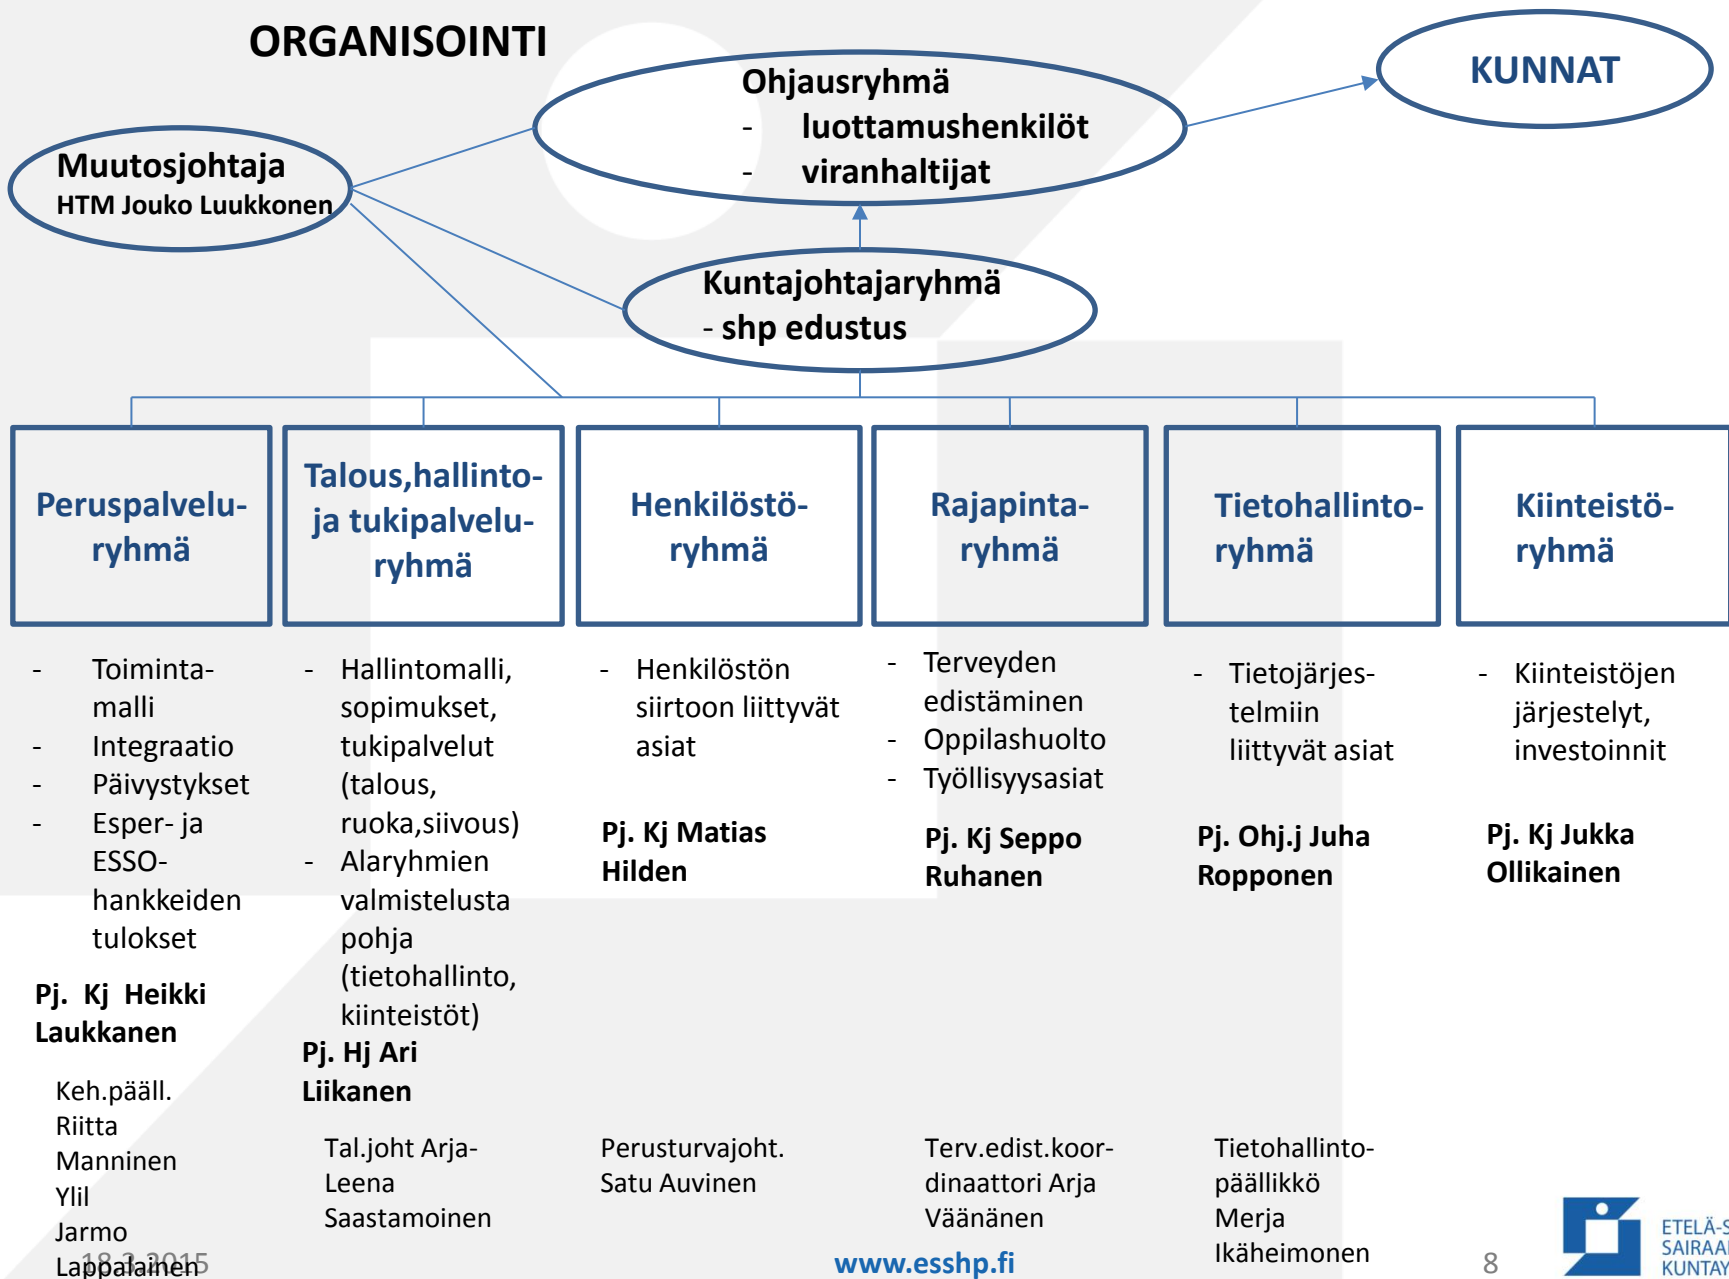 ORGANISOINTI
Ohjausryhmä
- luottamushenkilöt
- viranhaltijat
KUNNAT
Muutosjohtaja
HTM Jouko Luukkonen
Kuntajohtajaryhmä
- shp edustus
Peruspalvelu-
ryhmä
Talous,hallinto-
ja tukipalvelu-
ryhmä
Henkilöstö-
ryhmä
Rajapinta-
ryhmä
Tietohallinto-
ryhmä
Kiinteistö-
ryhmä
- Toiminta-
malli
- Integraatio
- Päivystykset
- Esper- ja
ESSO-
hankkeiden
tulokset
Pj. Kj Heikki
Laukkanen
Keh.pääll.
Riitta
Manninen
Ylil
Jarmo
Lappalainen
- Hallintomalli,
sopimukset,
tukipalvelut
(talous,
ruoka,siivous)
- Alaryhmien
valmistelusta
pohja
(tietohallinto,
kiinteistöt)
Pj. Hj Ari
Liikanen
Tal.joht Arja-
Leena
Saastamoinen
- Henkilöstön
siirtoon liittyvät
asiat
Pj. Kj Matias
Hilden
Perusturvajoht.
Satu Auvinen
- Terveyden
edistäminen
- Oppilashuolto
- Työllisyysasiat
Pj. Kj Seppo
Ruhanen
Terv.edist.koor-
dinaattori Arja
Väänänen
- Tietojärjes-
telmiin
liittyvät asiat
Pj. Ohj.j Juha
Ropponen
Tietohallinto-
päällikkö
Merja
Ikäheimonen
- Kiinteistöjen
järjestelyt,
investoinnit
Pj. Kj Jukka
Ollikainen
18.3.2015
www.esshp.fi
8
ETELÄ-S
SAIRAA
KUNTAY